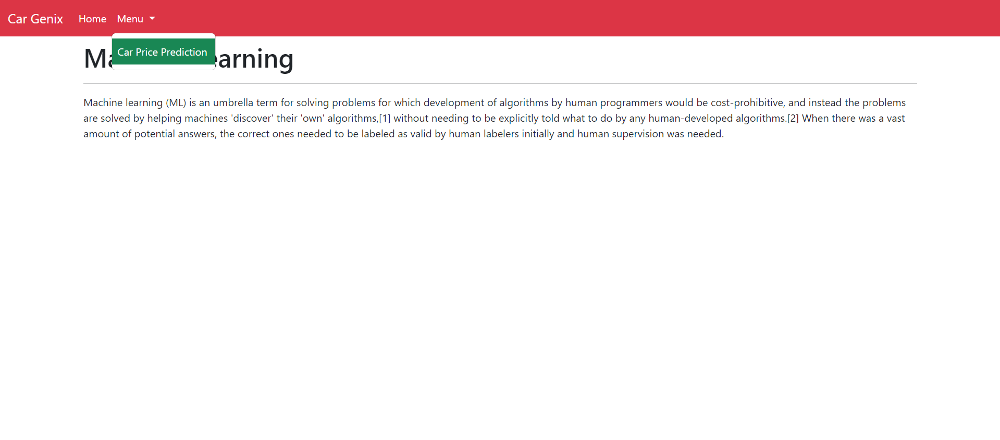 Car Genix Home Menu
Car Price Prediction
earning
Machine learning (ML) is an umbrella term for solving problems for which development of algorithms by human programmers would be cost-prohibitive, and instead the problems
are solved by helping machines 'discover' their 'own' algorithms,[1] without needing to be explicitly told what to do by any human-developed algorithms.[2] When there was a vast
amount of potential answers, the correct ones needed to be labeled as valid by human labelers initially and human supervision was needed.